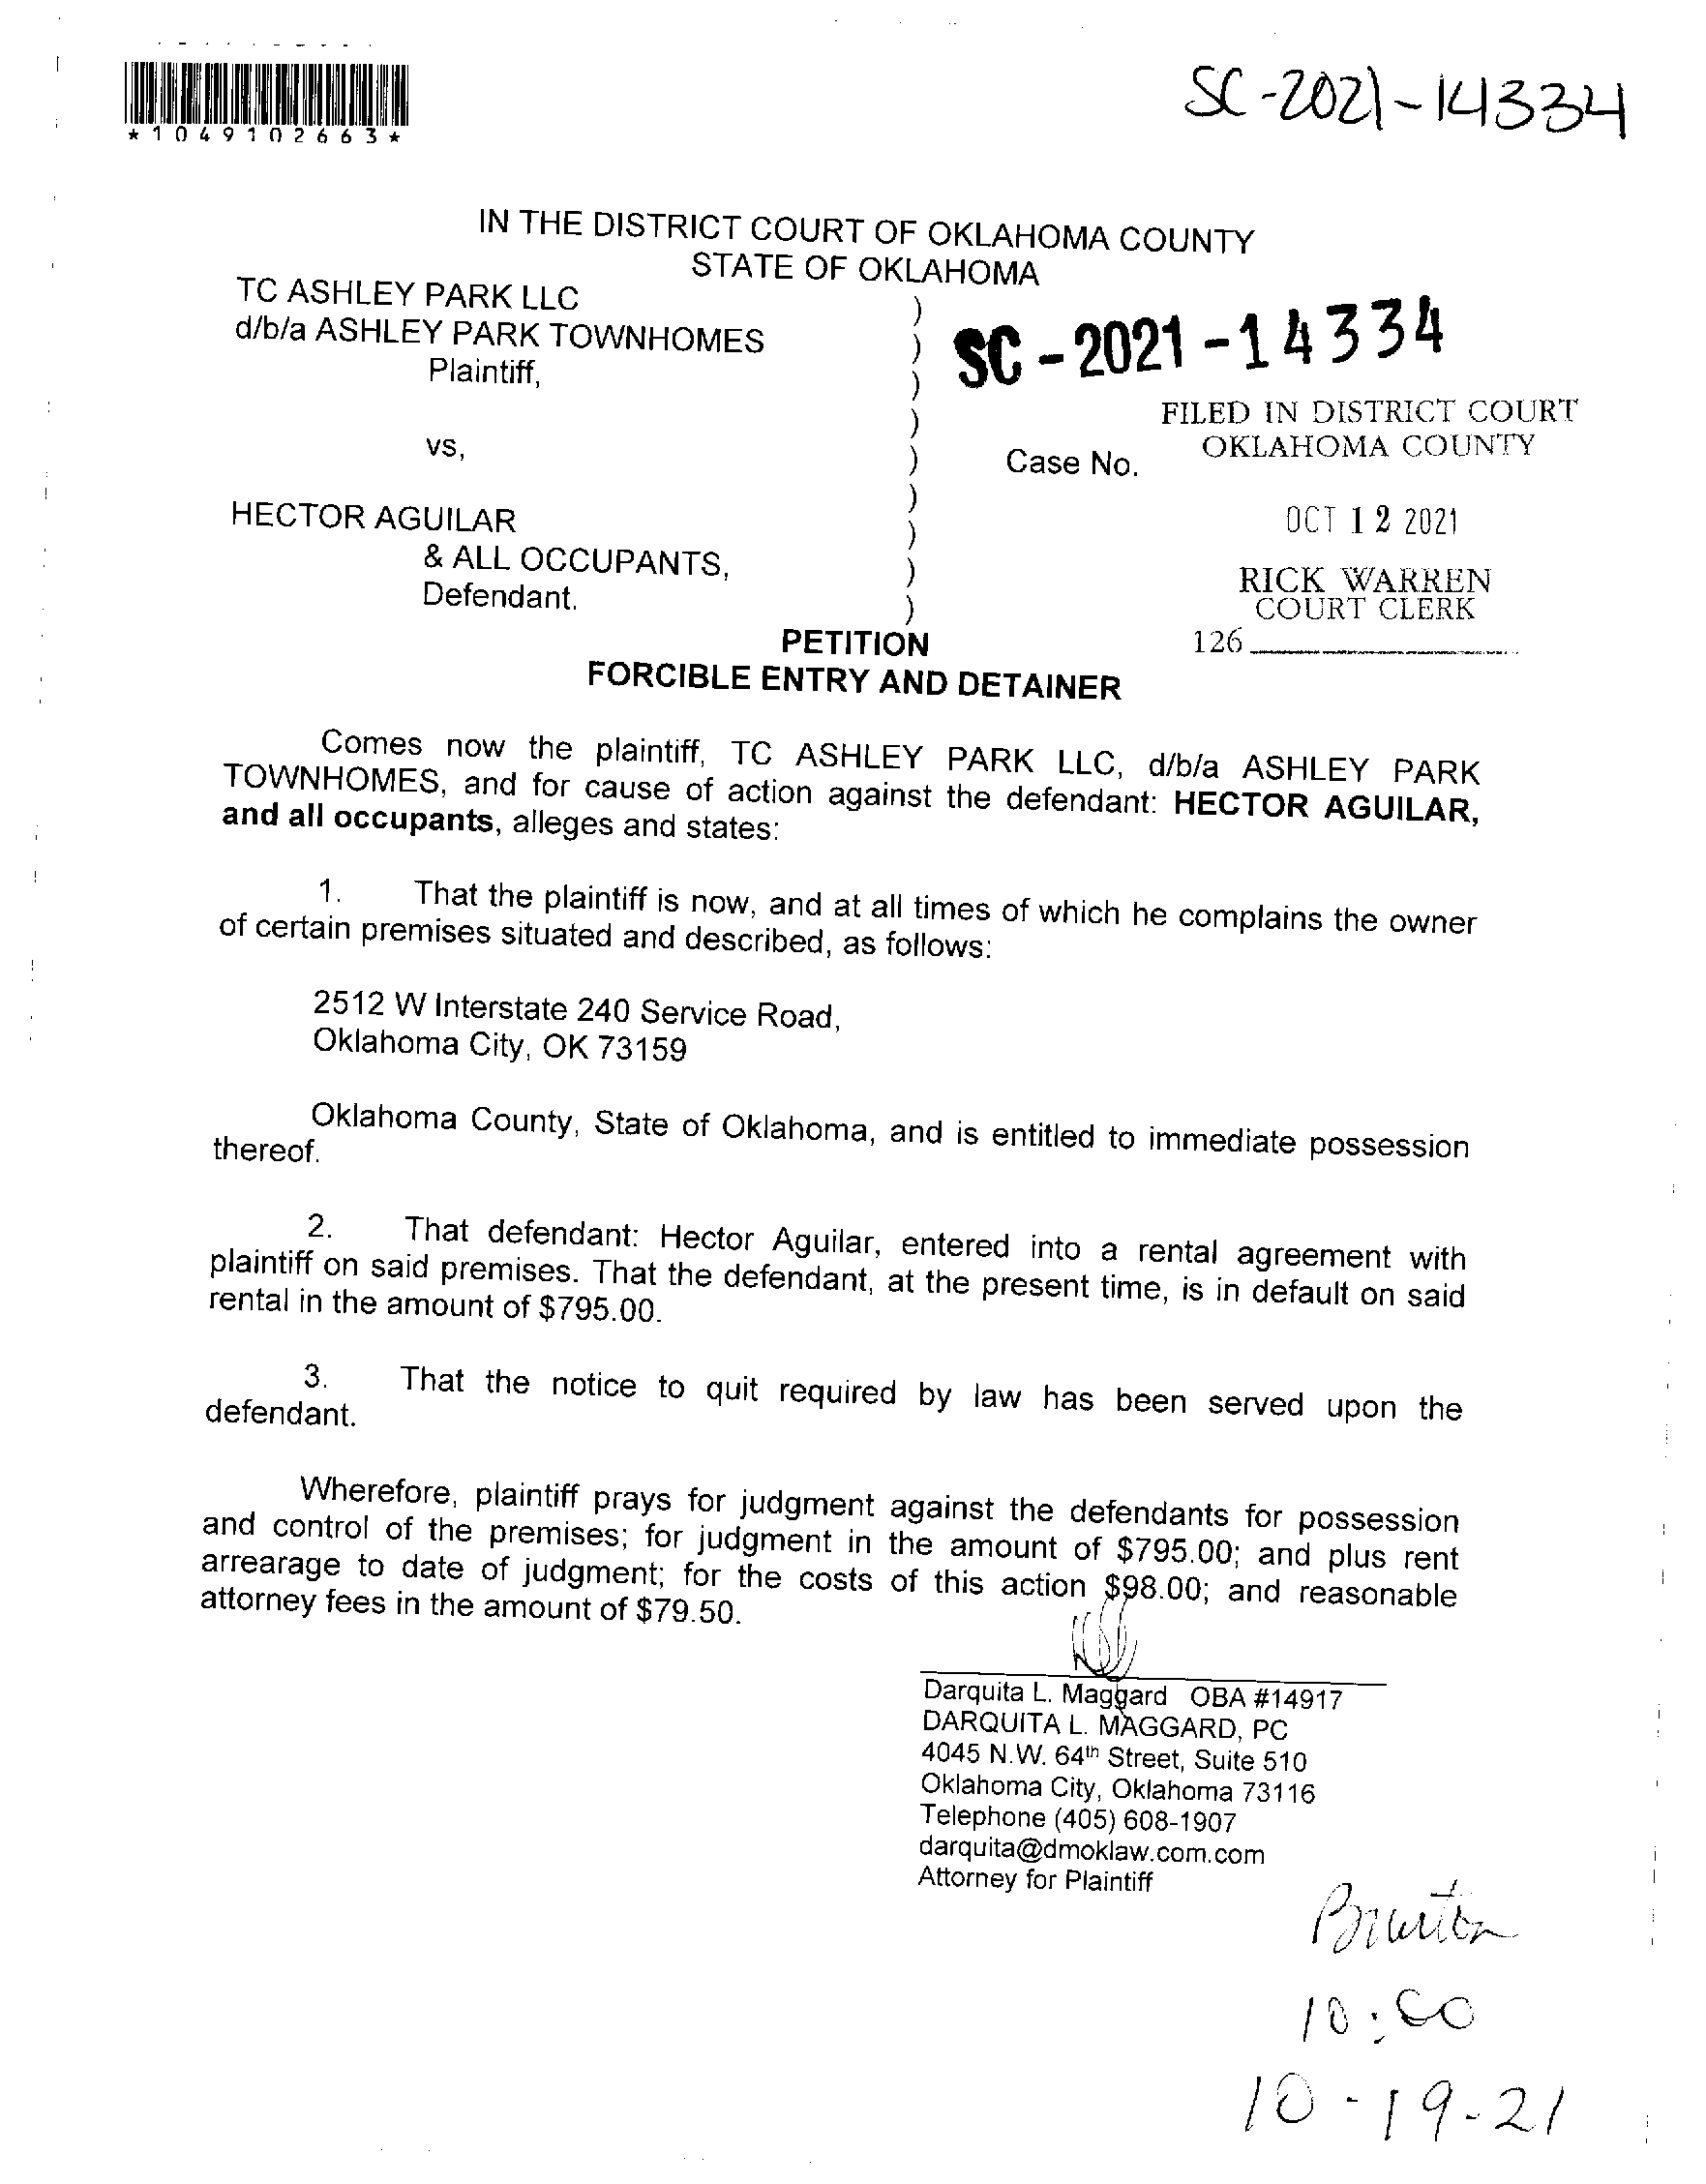 SC-2021-14334
*1049102663*
IN THE DISTRICT COURT OF OKLAHOMA COUNTY
STATE OF OKLAHOMA
TC ASHLEY PARK LLC )
d/b/a ASHLEY PARK TOWNHOMES )
Plaintiff, )
SC-2021-14334
FILED IN DISTRICT COURT
OKLAHOMA COUNTY
)
vs, ) Case No.
)
HECTOR AGUILAR )
OCT 12 2021
& ALL OCCUPANTS, )
Defendant. )
RICK WARREN
COURT CLERK
126
PETITION
FORCIBLE ENTRY AND DETAINER
Comes now the plaintiff, TC ASHLEY PARK LLC, d/b/a ASHLEY PARK
TOWNHOMES, and for cause of action against the defendant: HECTOR AGUILAR,
and all occupants, alleges and states:
1. That the plaintiff is now, and at all times of which he complains the owner
of certain premises situated and described, as follows:
2512 W Interstate 240 Service Road,
Oklahoma City, OK 73159
Oklahoma County, State of Oklahoma, and is entitled to immediate possession
thereof.
2. That defendant: Hector Aguilar, entered into a rental agreement with
plaintiff on said premises. That the defendant, at the present time, is in default on said
rental in the amount of $795.00.
3. That the notice to quit required by law has been served upon the
defendant.
Wherefore, plaintiff prays for judgment against the defendants for possession
and control of the premises; for judgment in the amount of $795.00; and plus rent
arrearage to date of judgment; for the costs of this action $98.00; and reasonable
attorney fees in the amount of $79.50.
Darquita L. Maggard OBA #14917
DARQUITA L. MAGGARD, PC
4045 N.W. 64th Street, Suite 510
Oklahoma City, Oklahoma 73116
Telephone (405) 608-1907
darquita@dmoklaw.com.com
Attorney for Plaintiff
10:00
10-19-21